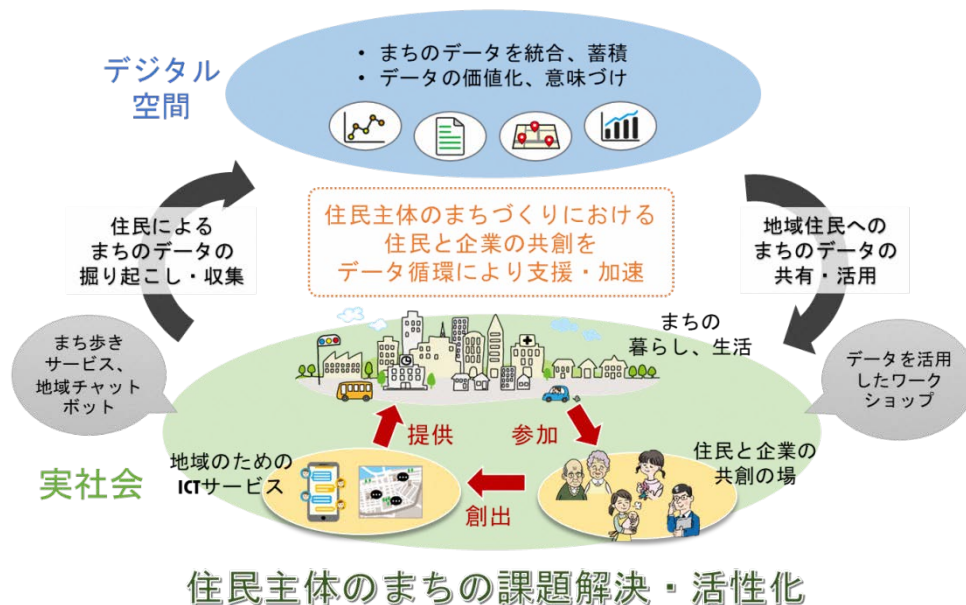 デジタル
空間
• まちのデータを統合、蓄積
• データの価値化、意味づけ
住民による
まちのデータの
掘り起こし・収集
住民主体のまちづくりにおける
住民と企業の共創を
データ循環により支援・加速
地域住民への
まちのデータの
共有・活用
まち歩き
サービス、
地域チャット
ボット
まちの
暮らし、生活
データを活用
したワーク
ショップ
提供
参加
実社会
地域のための
ICTサービス
住民と企業の
共創の場
創出
住民主体のまちの課題解決・活性化